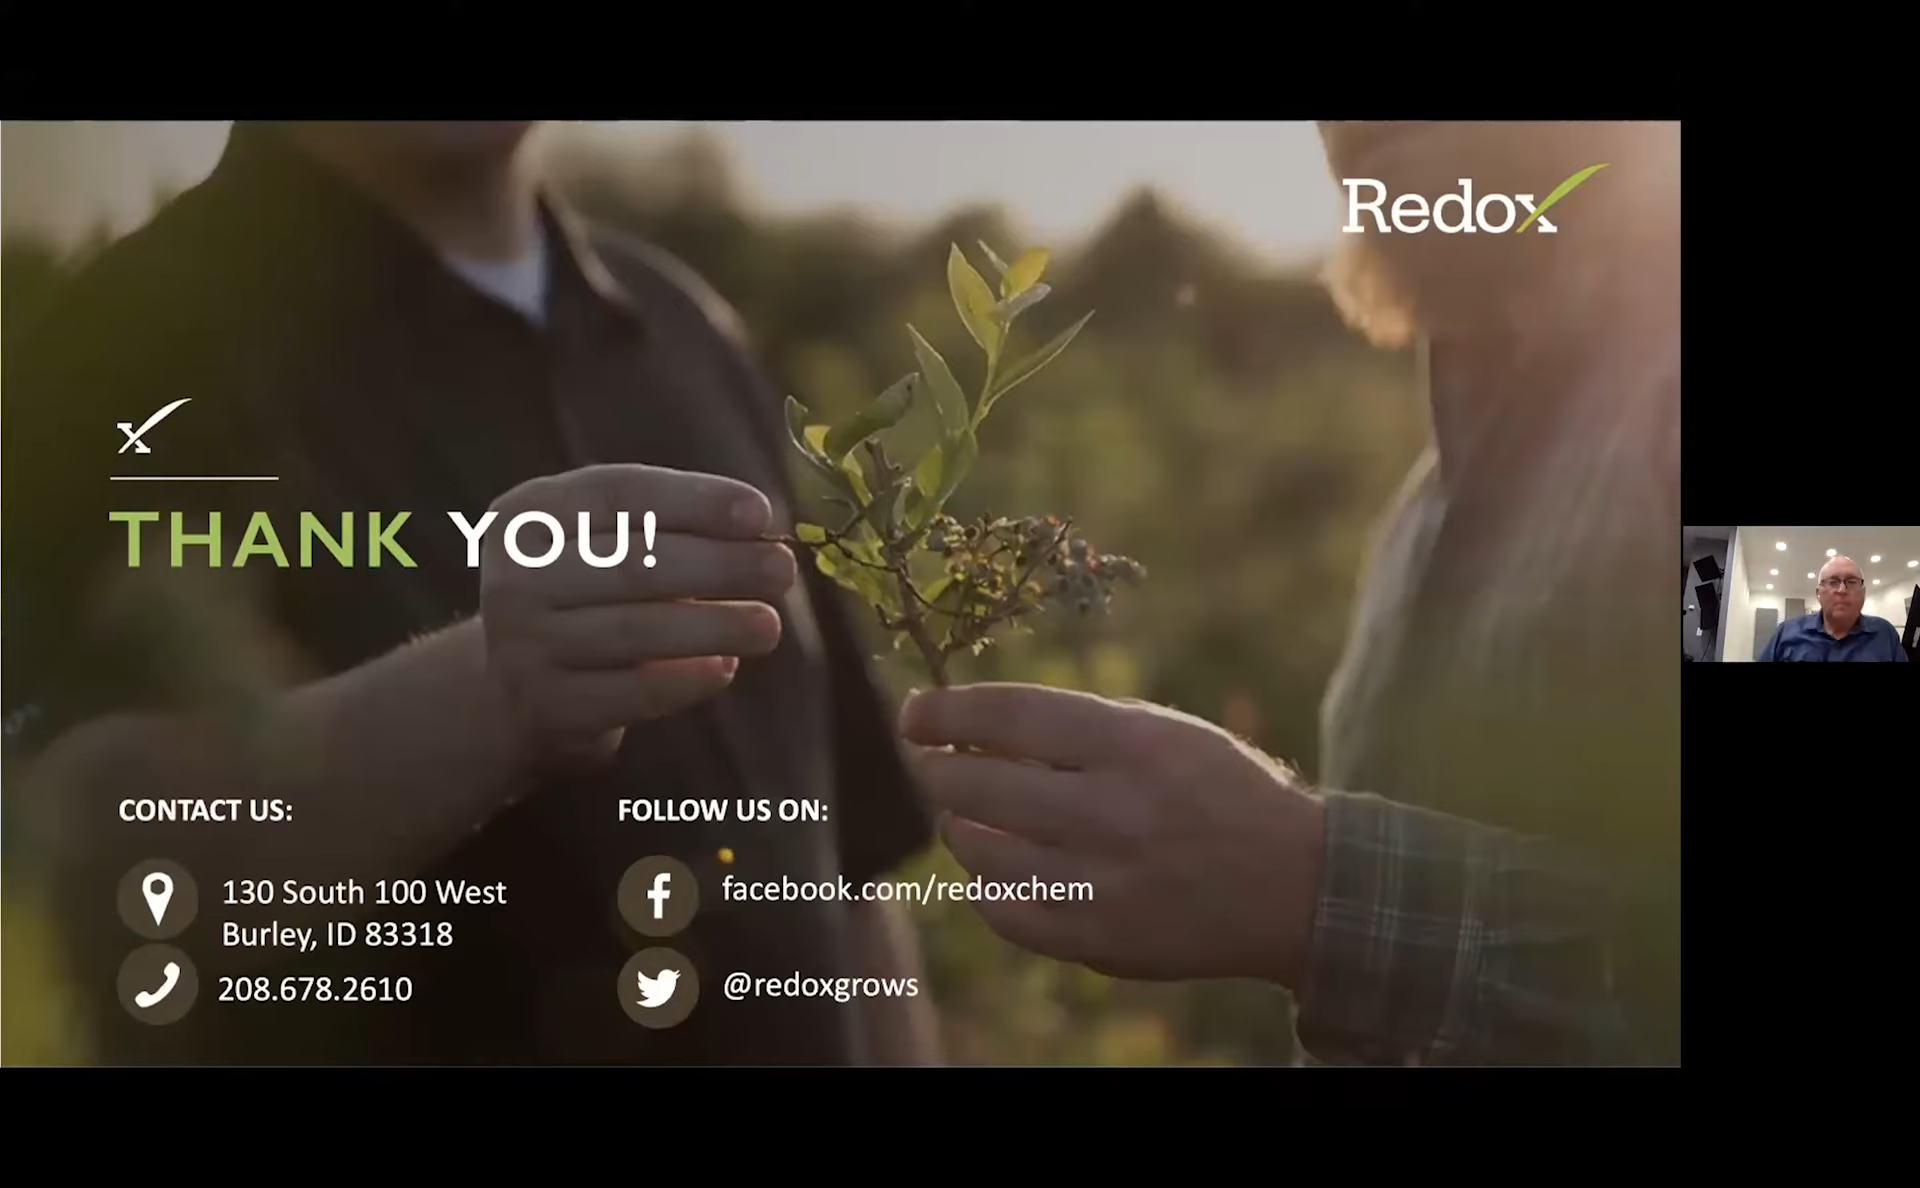 Redox
THANK YOU!
CONTACT US:
130 South 100 West
Burley, ID 83318
208.678.2610
FOLLOW US ON:
facebook.com/redoxchem
@redoxgrows